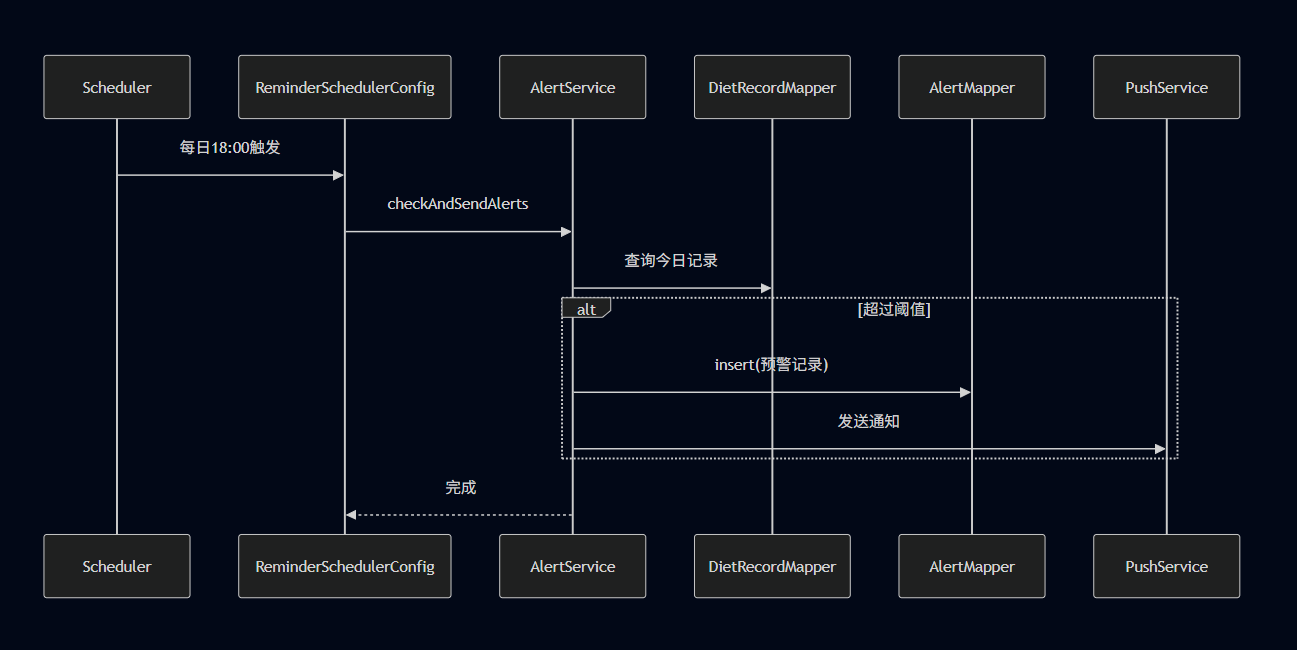 Scheduler
ReminderSchedulerConfig
AlertService
DietRecordMapper
AlertMapper
PushService
每日18:00触发
checkAndSendAlerts
查询今日记录
alt
[超过阈值]
insert(预警记录)
发送通知
完成
Scheduler
ReminderSchedulerConfig
AlertService
DietRecordMapper
AlertMapper
PushService